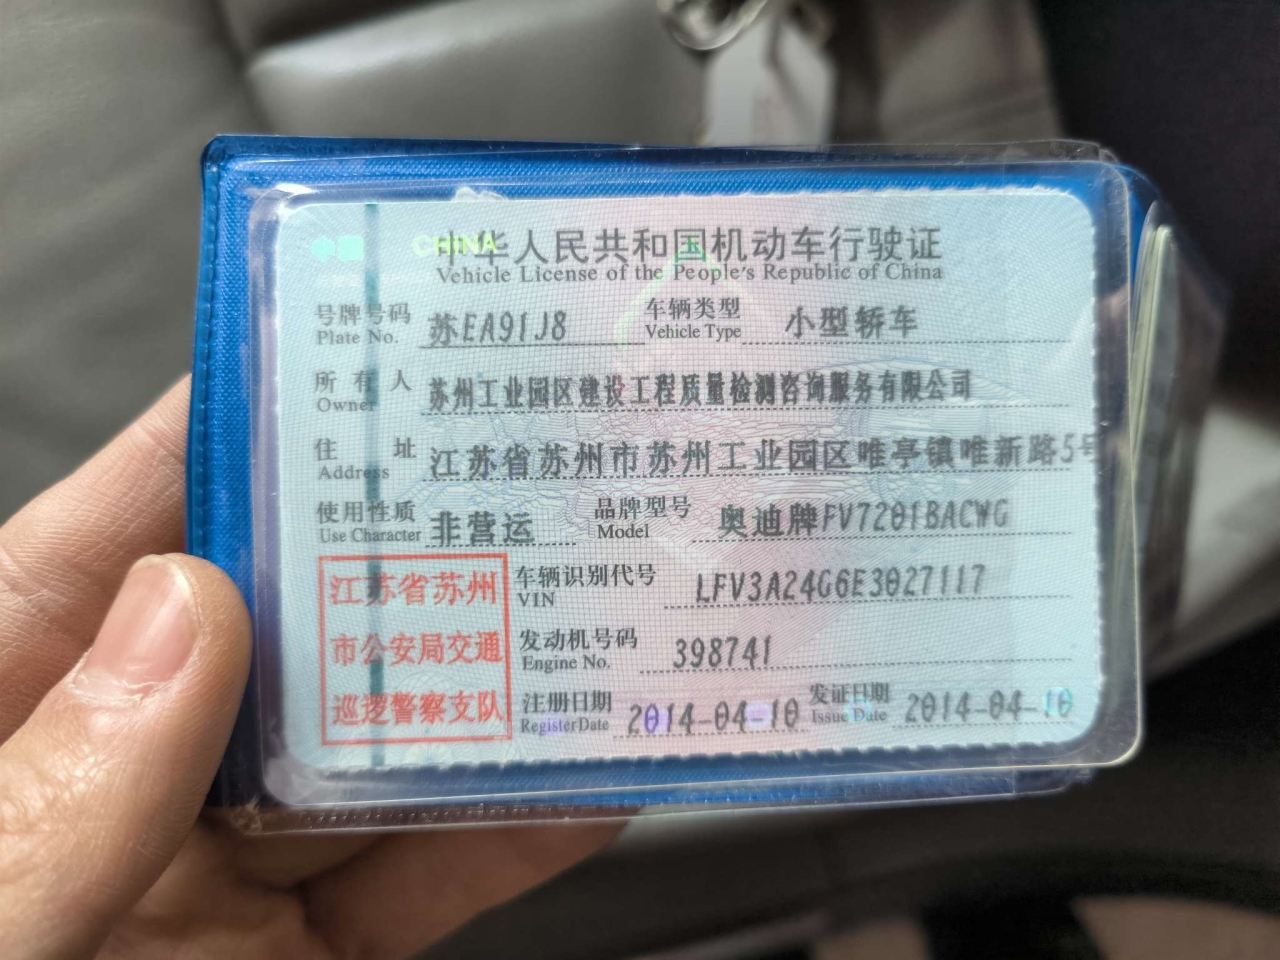 中国 CHINA
中华人民共和国机动车行驶证
Vehicle License of the People's Republic of China
号牌号码 苏EA91J8 车辆类型 小型轿车
Plate No. Vehicle Type
所有人 苏州工业园区建设工程质量检测咨询服务有限公司
Owner
住址 江苏省苏州市苏州工业园区唯亭镇唯新路5号
Address
使用性质 非营运 品牌型号 奥迪牌FV7201BACWG
Use Character Model
江苏省苏州
市公安局交通
巡逻警察支队
车辆识别代号 LFV3A24G6E3027117
VIN
发动机号码 398741
Engine No.
注册日期 2014-04-10 发证日期 2014-04-10
Register Date Issue Date